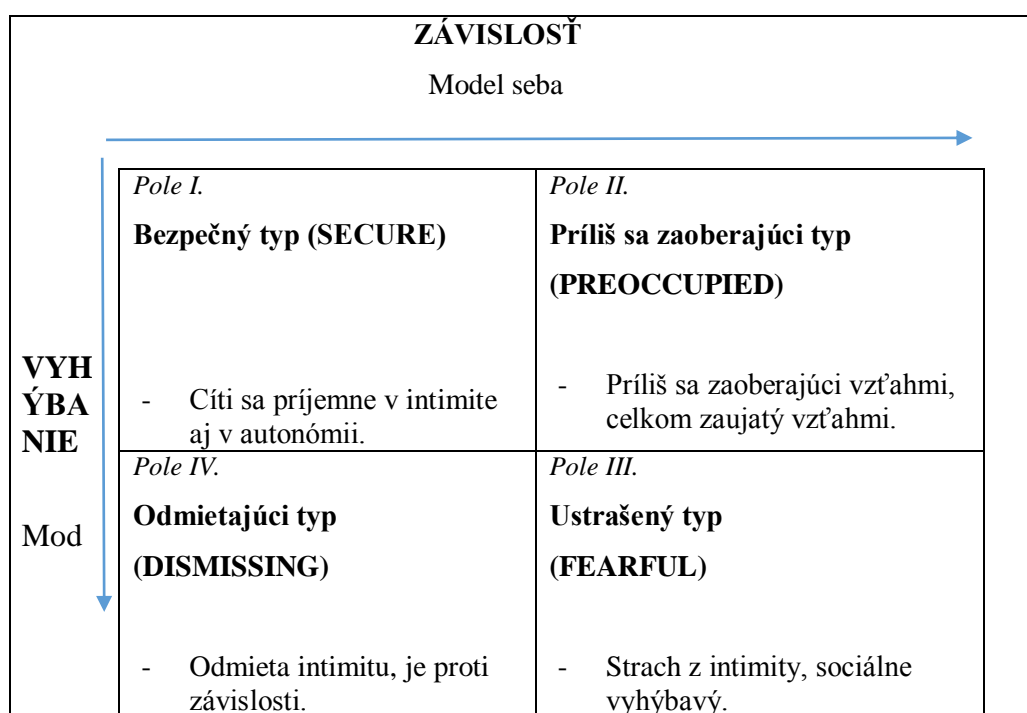 ZÁVISLOSŤ
Model seba
Pole I.
Bezpečný typ (SECURE)
- Cíti sa príjemne v intimite
aj v autonómii.
Pole II.
Príliš sa zaoberajúci typ
(PREOCCUPIED)
- Príliš sa zaoberajúci vzťahmi,
celkom zaujatý vzťahmi.
VYH
ÝBA
NIE
Mod
Pole IV.
Odmietajúci typ
(DISMISSING)
- Odmieta intimitu, je proti
závislosti.
Pole III.
Ustrašený typ
(FEARFUL)
- Strach z intimity, sociálne
vyhýbavý.